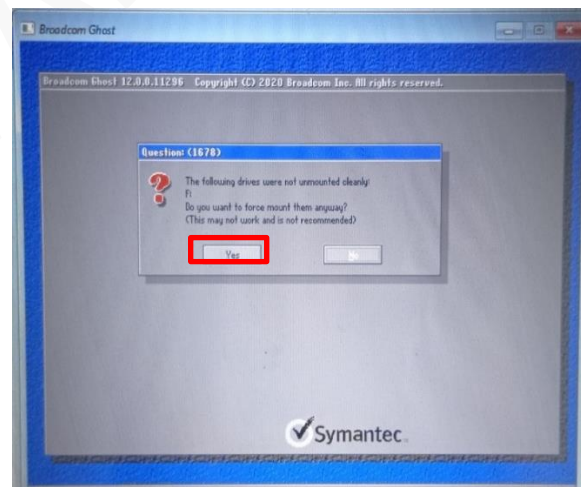 Broadcom Ghost
Broadcom Ghost 12.0.0.11296 Copyright (C) 2020 Broadcom Inc. All rights reserved.
Question: (1678)
The following drives were not unmounted cleanly:
F:
Do you want to force mount them anyway?
(This may not work and is not recommended)
Yes
No
Symantec